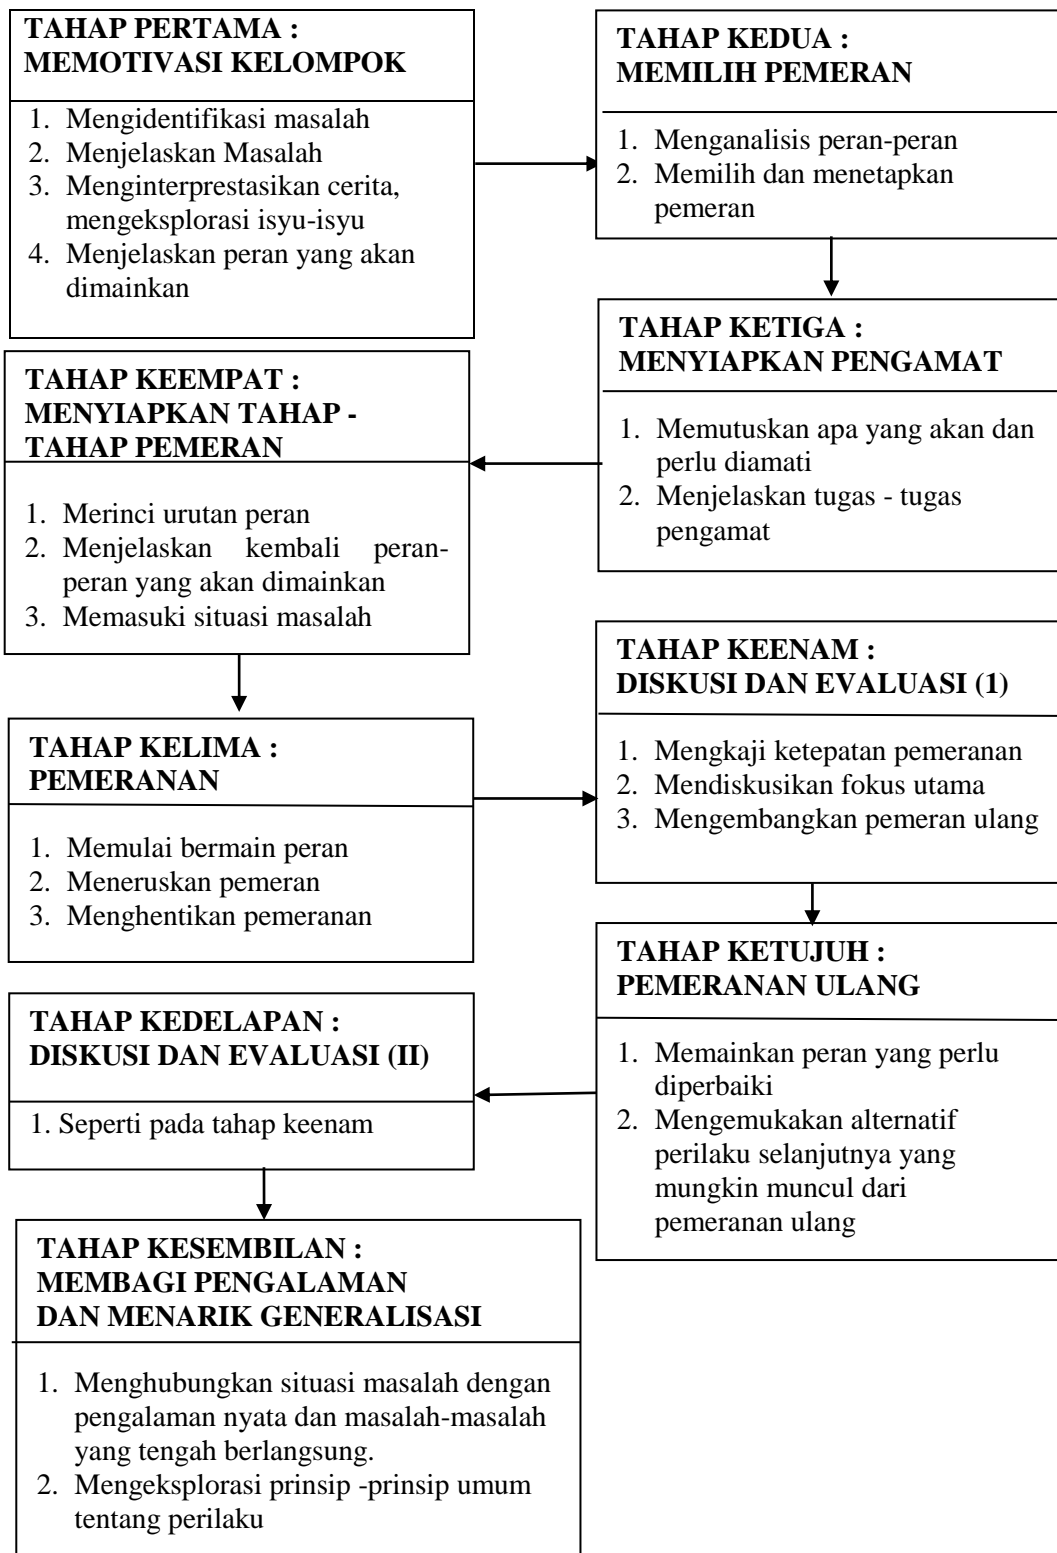 TAHAP PERTAMA :
MEMOTIVASI KELOMPOK
1. Mengidentifikasi masalah
2. Menjelaskan Masalah
3. Menginterprestasikan cerita,
mengeksplorasi isyu-isyu
4. Menjelaskan peran yang akan
dimainkan
TAHAP KEDUA :
MEMILIH PEMERAN
1. Menganalisis peran-peran
2. Memilih dan menetapkan
pemeran
TAHAP KETIGA :
MENYIAPKAN PENGAMAT
1. Memutuskan apa yang akan dan
perlu diamati
2. Menjelaskan tugas - tugas
pengamat
TAHAP KEEMPAT :
MENYIAPKAN TAHAP -
TAHAP PEMERAN
1. Merinci urutan peran
2. Menjelaskan kembali peran-
peran yang akan dimainkan
3. Memasuki situasi masalah
TAHAP KELIMA :
PEMERANAN
1. Memulai bermain peran
2. Meneruskan pemeran
3. Menghentikan pemeranan
TAHAP KEENAM :
DISKUSI DAN EVALUASI (1)
1. Mengkaji ketepatan pemeranan
2. Mendiskusikan fokus utama
3. Mengembangkan pemeran ulang
TAHAP KETUJUH :
PEMERANAN ULANG
1. Memainkan peran yang perlu
diperbaiki
2. Mengemukakan alternatif
perilaku selanjutnya yang
mungkin muncul dari
pemeranan ulang
TAHAP KEDELAPAN :
DISKUSI DAN EVALUASI (II)
1. Seperti pada tahap keenam
TAHAP KESEMBILAN :
MEMBAGI PENGALAMAN
DAN MENARIK GENERALISASI
1. Menghubungkan situasi masalah dengan
pengalaman nyata dan masalah-masalah
yang tengah berlangsung.
2. Mengeksplorasi prinsip -prinsip umum
tentang perilaku